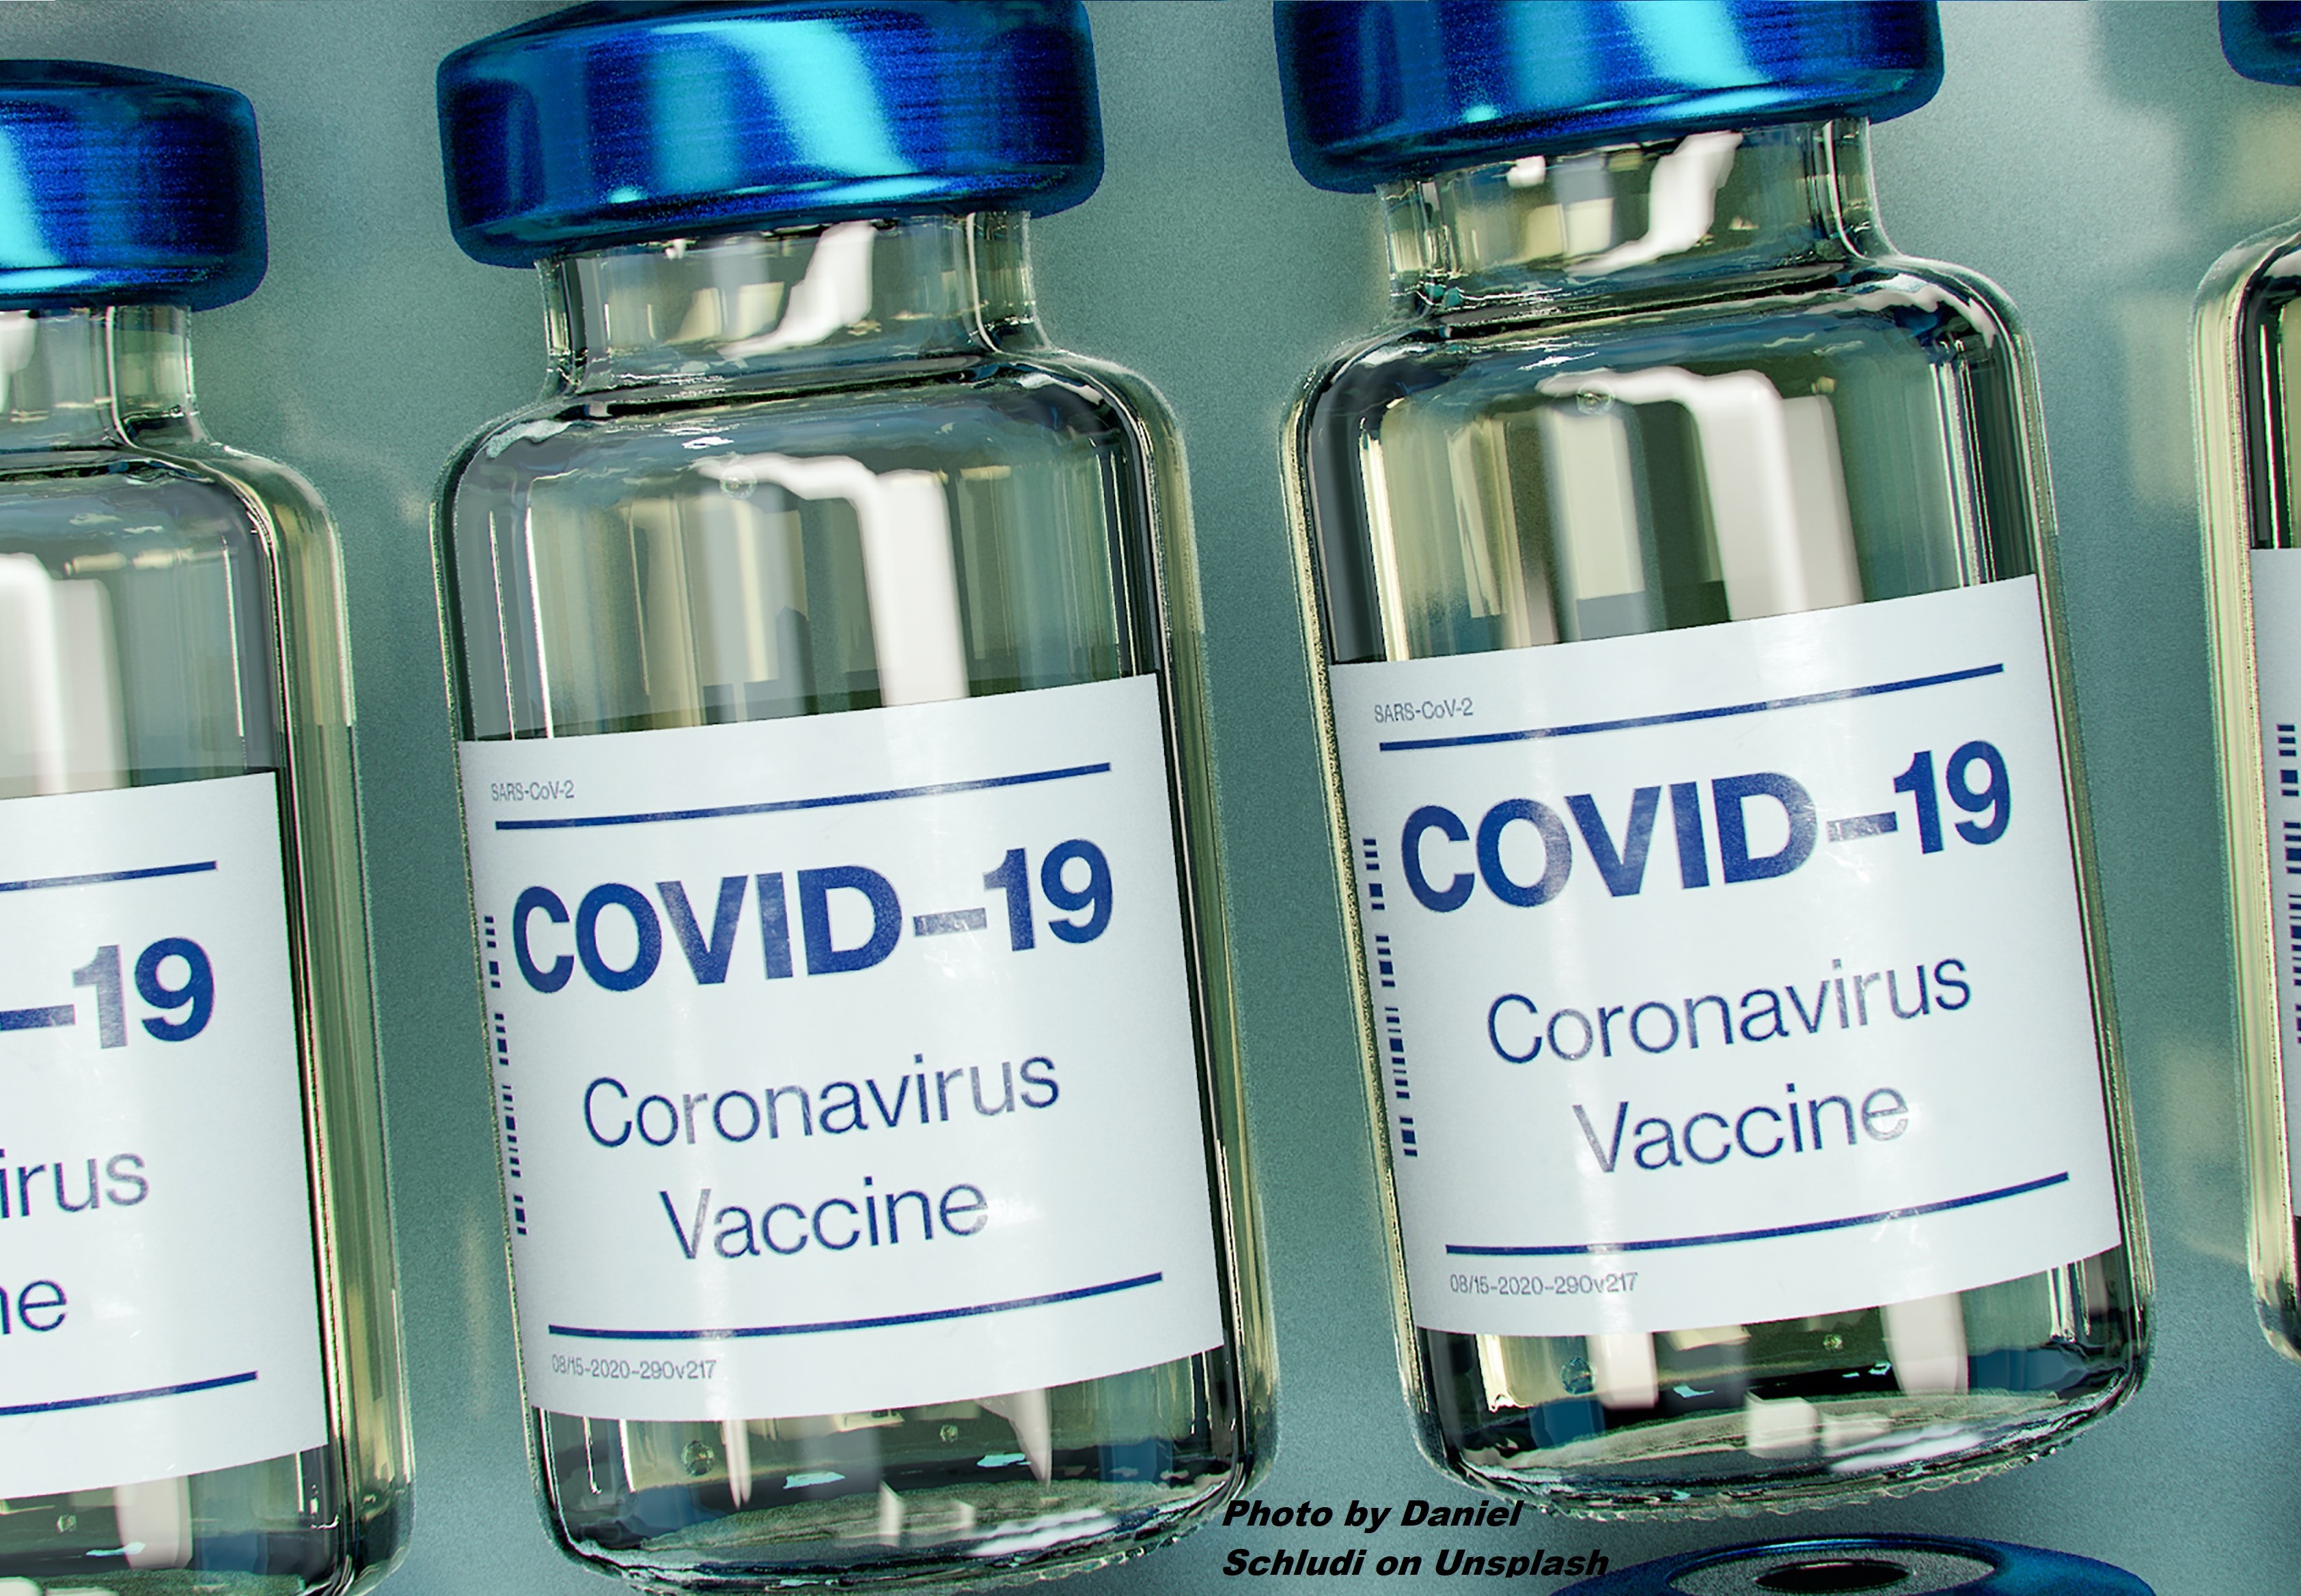 –19
irus
ne
SARS-CoV-2
COVID–19
Coronavirus
Vaccine
08/15-2020-290v217
SARS-CoV-2
COVID–19
Coronavirus
Vaccine
08/15-2020-290v217
Photo by Daniel
Schludi on Unsplash